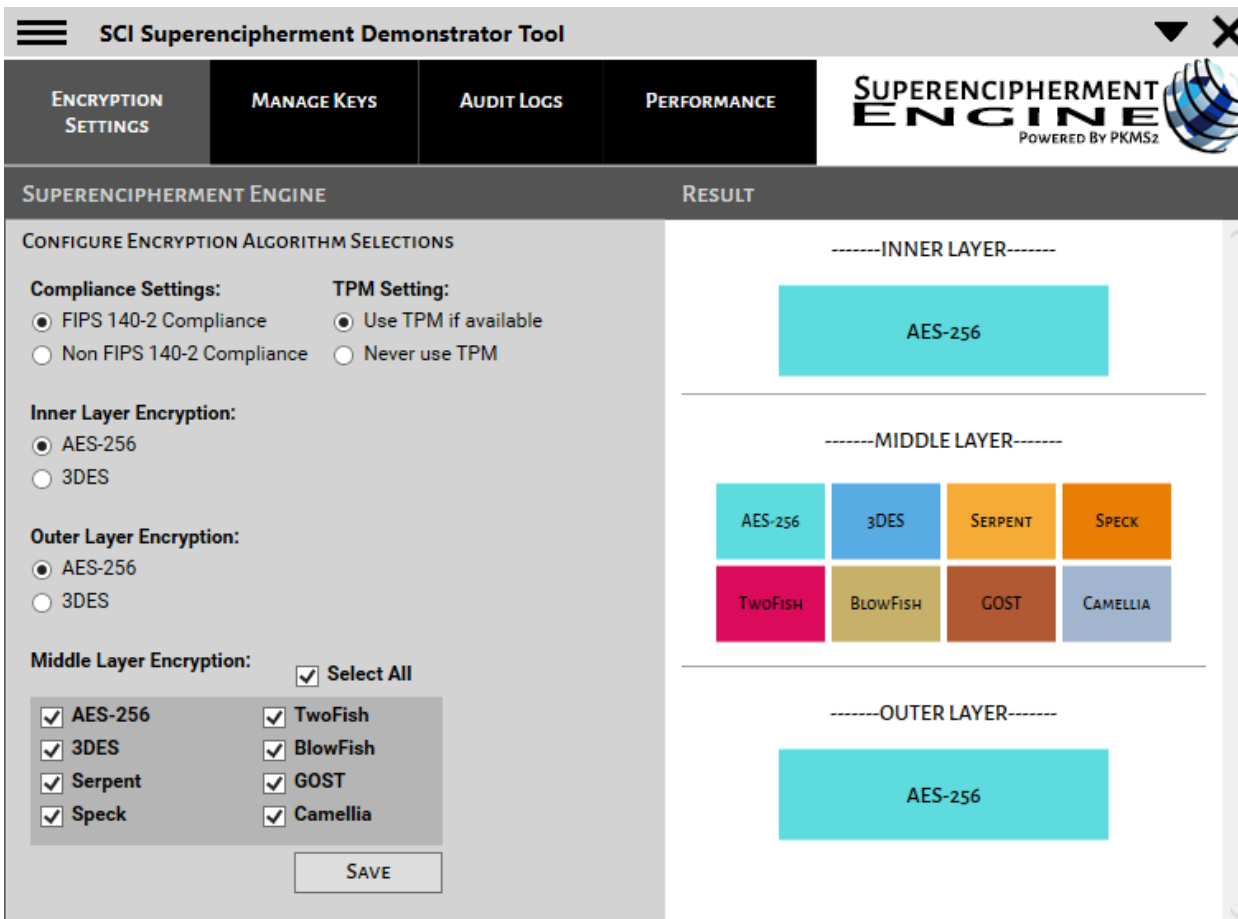 SCI Superencipherment Demonstrator Tool
Encryption
Settings
Manage Keys
Audit Logs
Performance
Superencipherment
Engine
Powered By PKMS2
Superencipherment Engine
Result
Configure Encryption Algorithm Selections
Compliance Settings:
TPM Setting:
FIPS 140-2 Compliance
Use TPM if available
Non FIPS 140-2 Compliance
Never use TPM
Inner Layer Encryption:
AES-256
3DES
Outer Layer Encryption:
AES-256
3DES
Middle Layer Encryption:
Select All
AES-256
TwoFish
3DES
BlowFish
Serpent
GOST
Speck
Camellia
Save
-------INNER LAYER-------
AES-256
-------MIDDLE LAYER-------
AES-256
3DES
Serpent
Speck
TwoFish
BlowFish
GOST
Camellia
-------OUTER LAYER-------
AES-256